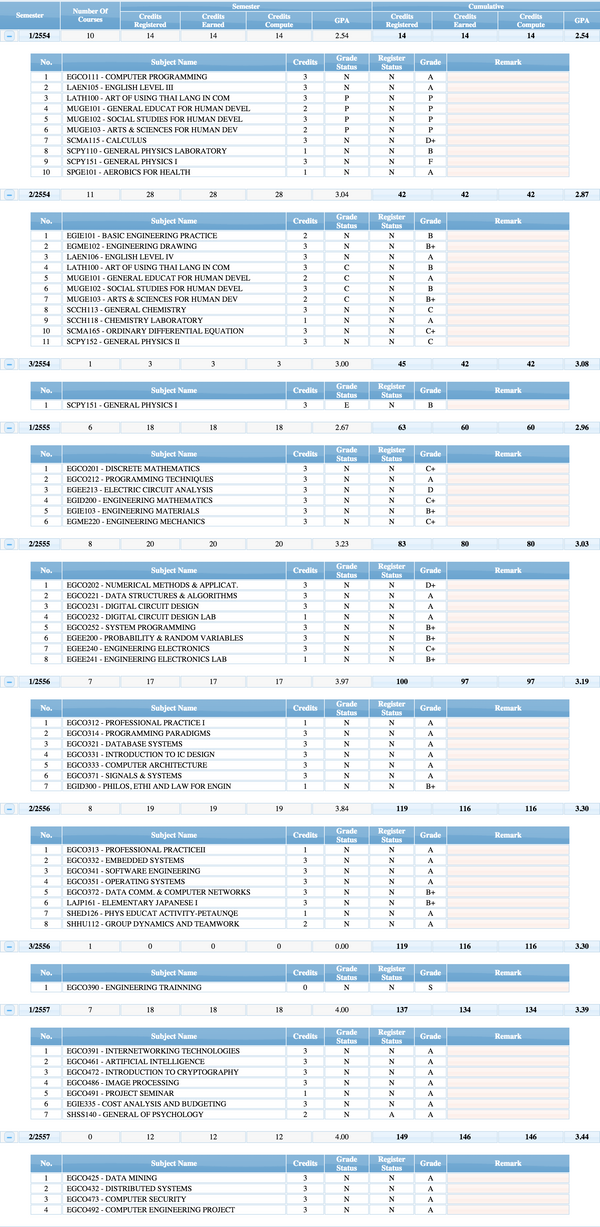 Semester Number Of Courses Semester Cumulative
Credits Registered Credits Earned Credits Compute GPA Credits Registered Credits Earned Credits Compute GPA
1/2554 10 14 14 14 2.54 14 14 14 2.54
No. Subject Name Credits Grade Status Register Status Grade Remark
1 EGCO111 - COMPUTER PROGRAMMING 3 N N A
2 LAEN105 - ENGLISH LEVEL III 3 N N A
3 LATH100 - ART OF USING THAI LANG IN COM 3 P N P
4 MUGE101 - GENERAL EDUCAT FOR HUMAN DEVEL 2 P N P
5 MUGE102 - SOCIAL STUDIES FOR HUMAN DEVEL 3 P N P
6 MUGE103 - ARTS & SCIENCES FOR HUMAN DEV 2 P N P
7 SCMA115 - CALCULUS 3 N N D+
8 SCPY110 - GENERAL PHYSICS LABORATORY 1 N N B
9 SCPY151 - GENERAL PHYSICS I 3 N N F
10 SPGE101 - AEROBICS FOR HEALTH 1 N N A
2/2554 11 28 28 28 3.04 42 42 42 2.87
No. Subject Name Credits Grade Status Register Status Grade Remark
1 EGIE101 - BASIC ENGINEERING PRACTICE 2 N N B
2 EGME102 - ENGINEERING DRAWING 3 N N B+
3 LAEN106 - ENGLISH LEVEL IV 3 N N A
4 LATH100 - ART OF USING THAI LANG IN COM 3 C N B
5 MUGE101 - GENERAL EDUCAT FOR HUMAN DEVEL 2 C N A
6 MUGE102 - SOCIAL STUDIES FOR HUMAN DEVEL 3 C N B
7 MUGE103 - ARTS & SCIENCES FOR HUMAN DEV 2 C N B+
8 SCCH113 - GENERAL CHEMISTRY 3 N N C
9 SCCH118 - CHEMISTRY LABORATORY 1 N N A
10 SCMA165 - ORDINARY DIFFERENTIAL EQUATION 3 N N C+
11 SCPY152 - GENERAL PHYSICS II 3 N N C
3/2554 1 3 3 3 3.00 45 42 42 3.08
No. Subject Name Credits Grade Status Register Status Grade Remark
1 SCPY151 - GENERAL PHYSICS I 3 E N B
1/2555 6 18 18 18 2.67 63 60 60 2.96
No. Subject Name Credits Grade Status Register Status Grade Remark
1 EGCO201 - DISCRETE MATHEMATICS 3 N N C+
2 EGCO212 - PROGRAMMING TECHNIQUES 3 N N A
3 EGEE213 - ELECTRIC CIRCUIT ANALYSIS 3 N N D
4 EGID200 - ENGINEERING MATHEMATICS 3 N N C+
5 EGIE103 - ENGINEERING MATERIALS 3 N N B+
6 EGME220 - ENGINEERING MECHANICS 3 N N C+
2/2555 8 20 20 20 3.23 83 80 80 3.03
No. Subject Name Credits Grade Status Register Status Grade Remark
1 EGCO202 - NUMERICAL METHODS & APPLICAT. 3 N N D+
2 EGCO221 - DATA STRUCTURES & ALGORITHMS 3 N N A
3 EGCO231 - DIGITAL CIRCUIT DESIGN 3 N N A
4 EGCO232 - DIGITAL CIRCUIT DESIGN LAB 1 N N A
5 EGCO252 - SYSTEM PROGRAMMING 3 N N B+
6 EGEE200 - PROBABILITY & RANDOM VARIABLES 3 N N B+
7 EGEE240 - ENGINEERING ELECTRONICS 3 N N C+
8 EGEE241 - ENGINEERING ELECTRONICS LAB 1 N N B+
1/2556 7 17 17 17 3.97 100 97 97 3.19
No. Subject Name Credits Grade Status Register Status Grade Remark
1 EGCO312 - PROFESSIONAL PRACTICE I 1 N N A
2 EGCO314 - PROGRAMMING PARADIGMS 3 N N A
3 EGCO321 - DATABASE SYSTEMS 3 N N A
4 EGCO331 - INTRODUCTION TO IC DESIGN 3 N N A
5 EGCO333 - COMPUTER ARCHITECTURE 3 N N A
6 EGCO371 - SIGNALS & SYSTEMS 3 N N A
7 EGID300 - PHILOS, ETHI AND LAW FOR ENGIN 1 N N B+
2/2556 8 19 19 19 3.84 119 116 116 3.30
No. Subject Name Credits Grade Status Register Status Grade Remark
1 EGCO313 - PROFESSIONAL PRACTICEII 1 N N A
2 EGCO332 - EMBEDDED SYSTEMS 3 N N A
3 EGCO341 - SOFTWARE ENGINEERING 3 N N A
4 EGCO351 - OPERATING SYSTEMS 3 N N A
5 EGCO372 - DATA COMM. & COMPUTER NETWORKS 3 N N B+
6 LAJP161 - ELEMENTARY JAPANESE I 3 N N B+
7 SHED126 - PHYS EDUCAT ACTIVITY-PETAUNQE 1 N N A
8 SHHU112 - GROUP DYNAMICS AND TEAMWORK 2 N N A
3/2556 1 0 0 0 0.00 119 116 116 3.30
No. Subject Name Credits Grade Status Register Status Grade Remark
1 EGCO390 - ENGINEERING TRAINNING 0 N N S
1/2557 7 18 18 18 4.00 137 134 134 3.39
No. Subject Name Credits Grade Status Register Status Grade Remark
1 EGCO391 - INTERNETWORKING TECHNOLOGIES 3 N N A
2 EGCO461 - ARTIFICIAL INTELLIGENCE 3 N N A
3 EGCO472 - INTRODUCTION TO CRYPTOGRAPHY 3 N N A
4 EGCO486 - IMAGE PROCESSING 3 N N A
5 EGCO491 - PROJECT SEMINAR 1 N N A
6 EGIE335 - COST ANALYSIS AND BUDGETING 3 N N A
7 SHSS140 - GENERAL OF PSYCHOLOGY 2 N A A
2/2557 0 12 12 12 4.00 149 146 146 3.44
No. Subject Name Credits Grade Status Register Status Grade Remark
1 EGCO425 - DATA MINING 3 N N A
2 EGCO432 - DISTRIBUTED SYSTEMS 3 N N A
3 EGCO473 - COMPUTER SECURITY 3 N N A
4 EGCO492 - COMPUTER ENGINEERING PROJECT 3 N N A